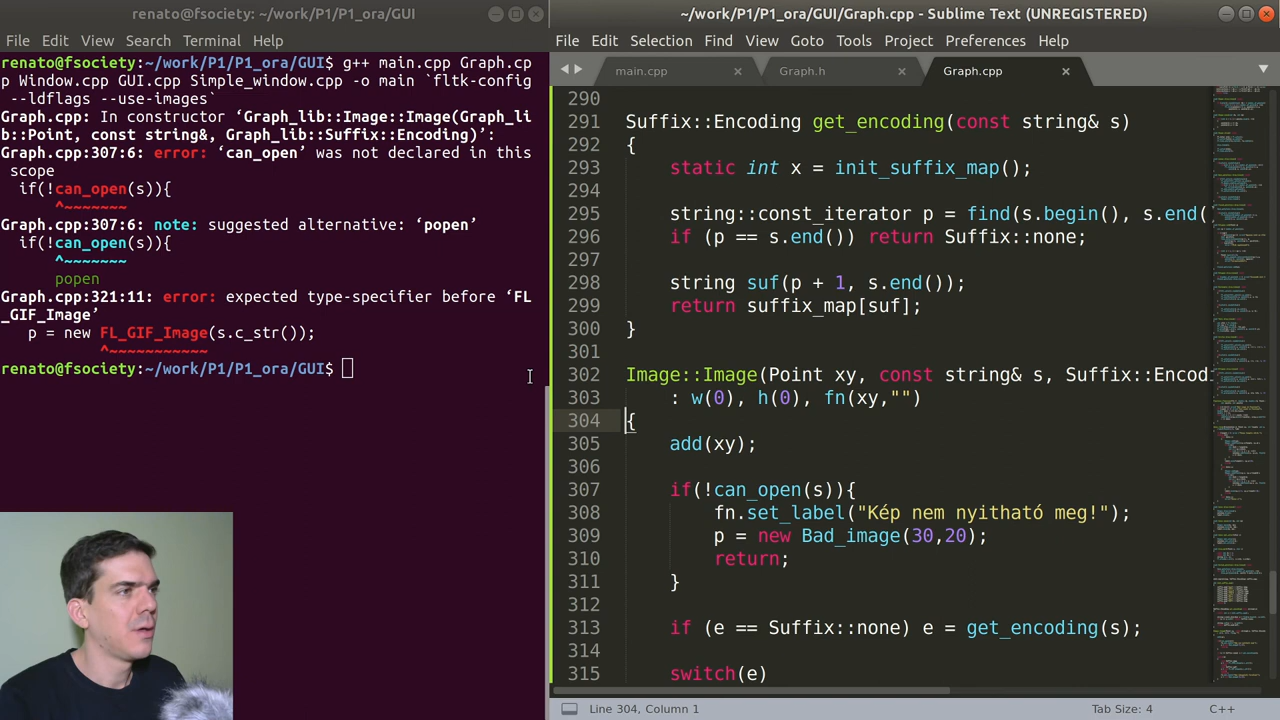 renato@fsociety: ~/work/P1/P1_ora/GUI
File Edit View Search Terminal Help
renato@fsociety:~/work/P1/P1_ora/GUI$ g++ main.cpp Graph.cp
p Window.cpp GUI.cpp Simple_window.cpp -o main `fltk-config
--ldflags --use-images`
Graph.cpp: In constructor ‘Graph_lib::Image::Image(Graph_li
b::Point, const string&, Graph_lib::Suffix::Encoding)’:
Graph.cpp:307:6: error: ‘can_open’ was not declared in this
scope
if(!can_open(s)){
^~~~~~~~
Graph.cpp:307:6: note: suggested alternative: ‘popen’
if(!can_open(s)){
^~~~~~~~
popen
Graph.cpp:321:11: error: expected type-specifier before ‘FL
_GIF_Image’
p = new FL_GIF_Image(s.c_str());
^~~~~~~~~~~~
renato@fsociety:~/work/P1/P1_ora/GUI$
~/work/P1/P1_ora/GUI/Graph.cpp - Sublime Text (UNREGISTERED)
File Edit Selection Find View Goto Tools Project Preferences Help
main.cpp Graph.h Graph.cpp
290
291 Suffix::Encoding get_encoding(const string& s)
292 {
293 static int x = init_suffix_map();
294
295 string::const_iterator p = find(s.begin(), s.end(
296 if (p == s.end()) return Suffix::none;
297
298 string suf(p + 1, s.end());
299 return suffix_map[suf];
300 }
301
302 Image::Image(Point xy, const string& s, Suffix::Encod
303 : w(0), h(0), fn(xy,"")
304 {
305 add(xy);
306
307 if(!can_open(s)){
308 fn.set_label("Kép nem nyitható meg!");
309 p = new Bad_image(30,20);
310 return;
311 }
312
313 if (e == Suffix::none) e = get_encoding(s);
314
315 switch(e)
Line 304, Column 1 Tab Size: 4 C++